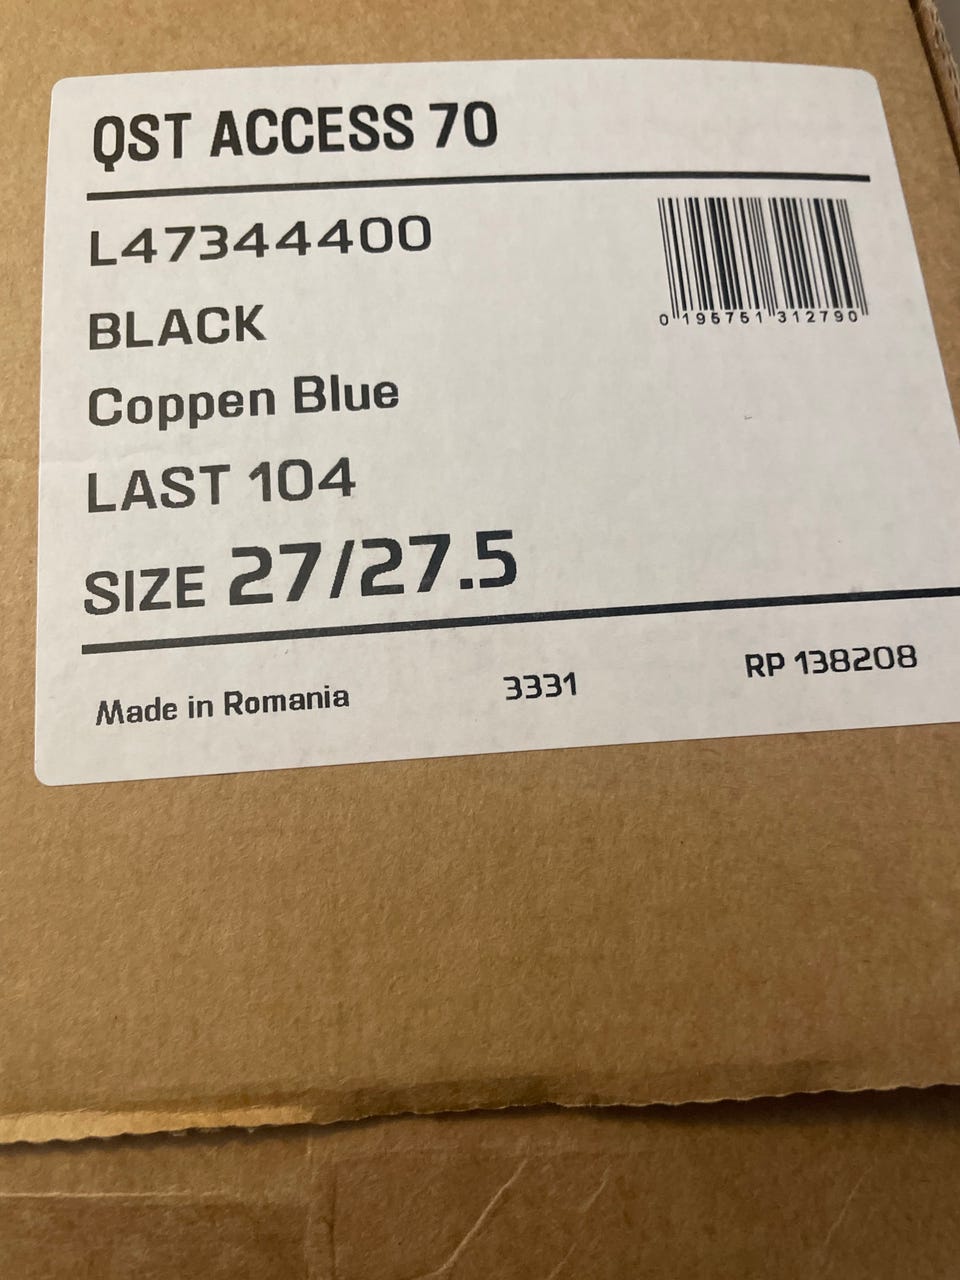 QST ACCESS 70
L47344400
0 195751 312790
BLACK
Coppen Blue
LAST 104
SIZE 27/27.5
Made in Romania 3331 RP 138208